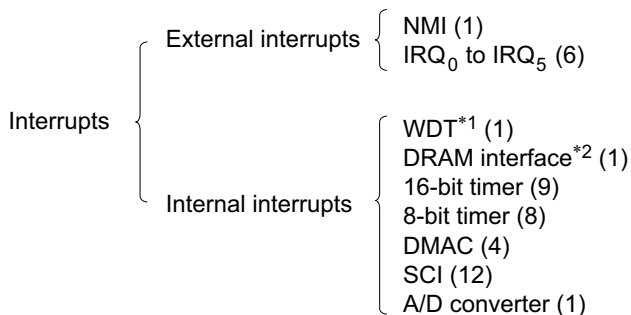 Interrupts
External interrupts
NMI (1)
IRQ0 to IRQ5 (6)
Internal interrupts
WDT*1 (1)
DRAM interface*2 (1)
16-bit timer (9)
8-bit timer (8)
DMAC (4)
SCI (12)
A/D converter (1)